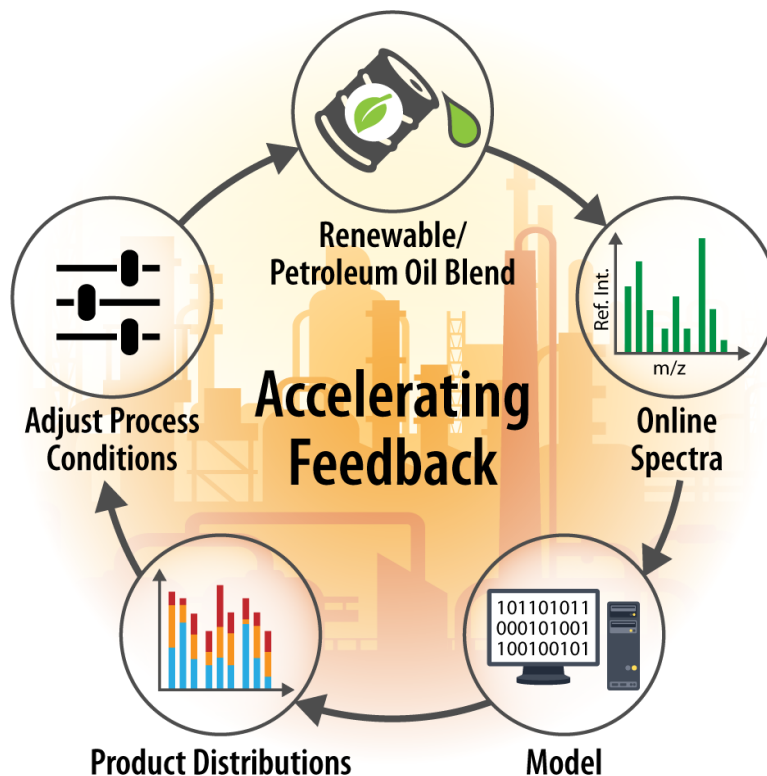 Renewable/
Petroleum Oil Blend
Ref. Int.
m/z
Online
Spectra
101101011
000101001
100100101
Model
Product Distributions
Adjust Process
Conditions
Accelerating
Feedback